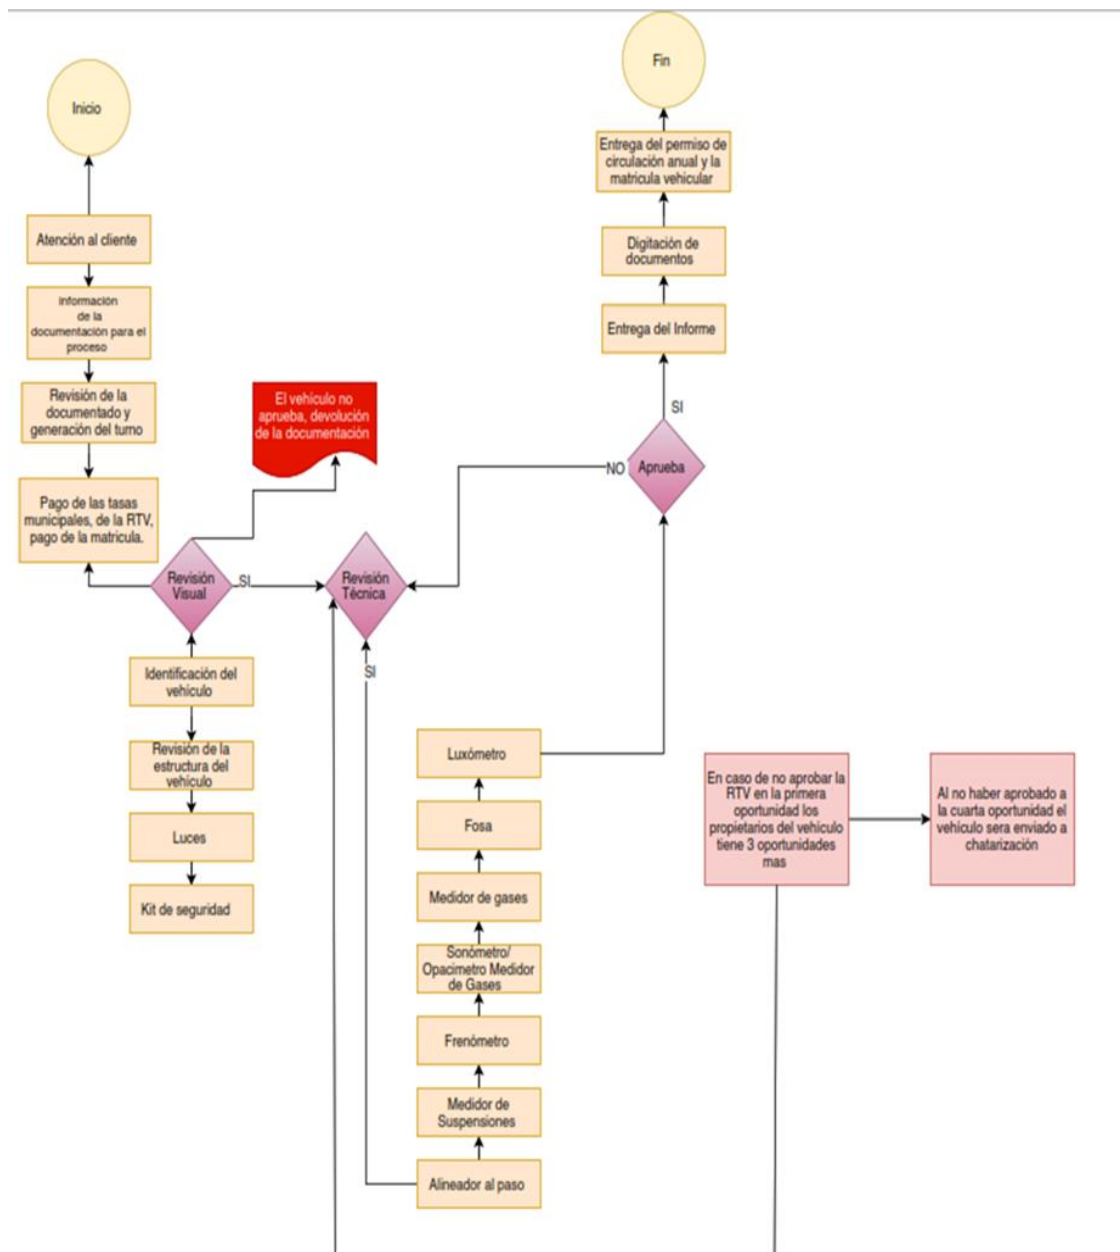 Inicio
Atención al cliente
información
de la
documentación para el
proceso
Revisión de la
documentado y
generación del turno
Pago de las tasas
municipales, de la RTV,
pago de la matricula.
Revisión
Visual
SI
El vehículo no
aprueba, devolución
de la documentación
Identificación del
vehículo
Revisión de la
estructura del
vehículo
Luces
Kit de seguridad
Revisión
Técnica
SI
Alineador al paso
Medidor de
Suspensiones
Frenómetro
Sonómetro/
Opacimetro Medidor
de Gases
Medidor de gases
Fosa
Luxómetro
Aprueba
NO
SI
Entrega del Informe
Digitación de
documentos
Entrega del permiso de
circulación anual y la
matricula vehicular
Fin
En caso de no aprobar la
RTV en la primera
oportunidad los
propietarios del vehículo
tiene 3 oportunidades
mas
Al no haber aprobado a
la cuarta oportunidad el
vehículo sera enviado a
chatarización